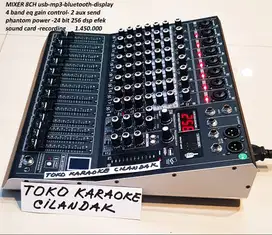 MIXER 8CH usb-mp3-bluetooth-display
4 band eq gain control- 2 aux send
phantom power -24 bit 256 dsp efek
sound card -recording 1.450.000
TOKO KARAOKE CILANDAK
TOKO KARAOKE
CILANDAK